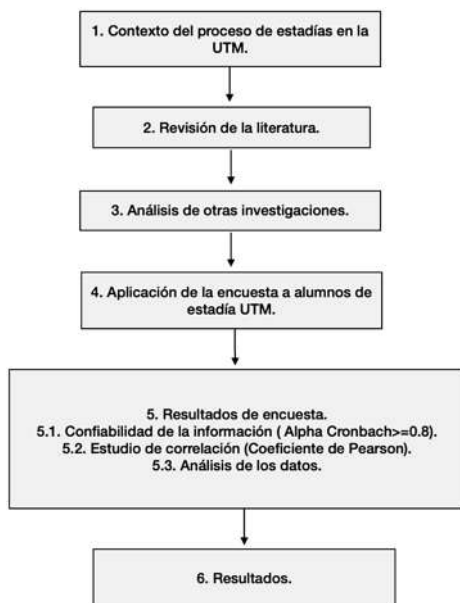 1. Contexto del proceso de estadías en la
UTM.
2. Revisión de la literatura.
3. Análisis de otras investigaciones.
4. Aplicación de la encuesta a alumnos de
estadía UTM.
5. Resultados de encuesta.
5.1. Confiabilidad de la información ( Alpha Cronbach>=0.8).
5.2. Estudio de correlación (Coeficiente de Pearson).
5.3. Análisis de los datos.
6. Resultados.